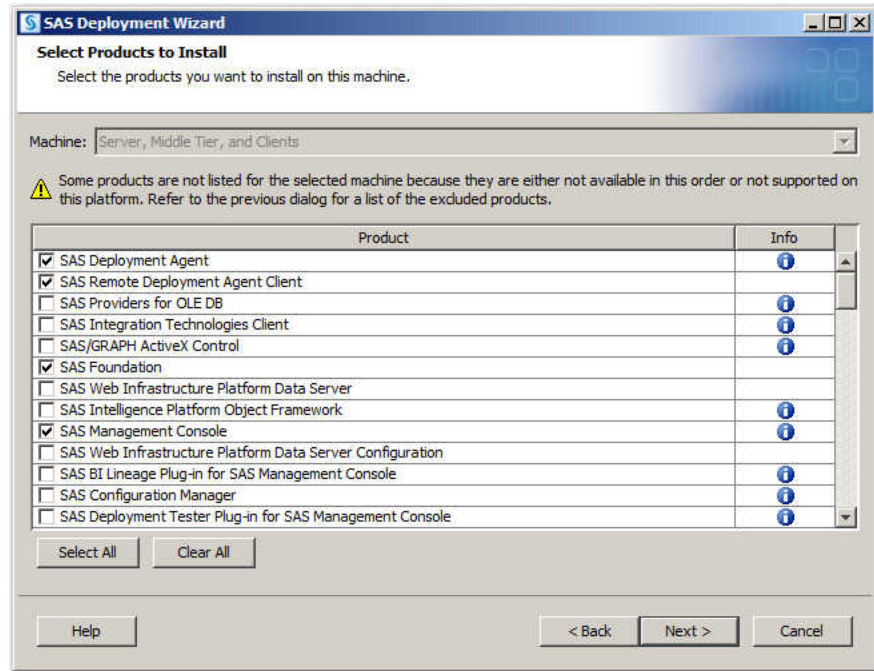 SAS Deployment Wizard
Select Products to Install
Select the products you want to install on this machine.
Machine: Server, Middle Tier, and Clients
Some products are not listed for the selected machine because they are either not available in this order or not supported on
this platform. Refer to the previous dialog for a list of the excluded products.
Product Info
SAS Deployment Agent
SAS Remote Deployment Agent Client
SAS Providers for OLE DB
SAS Integration Technologies Client
SAS/GRAPH ActiveX Control
SAS Foundation
SAS Web Infrastructure Platform Data Server
SAS Intelligence Platform Object Framework
SAS Management Console
SAS Web Infrastructure Platform Data Server Configuration
SAS BI Lineage Plug-in for SAS Management Console
SAS Configuration Manager
SAS Deployment Tester Plug-in for SAS Management Console
Select All Clear All
Help < Back Next > Cancel